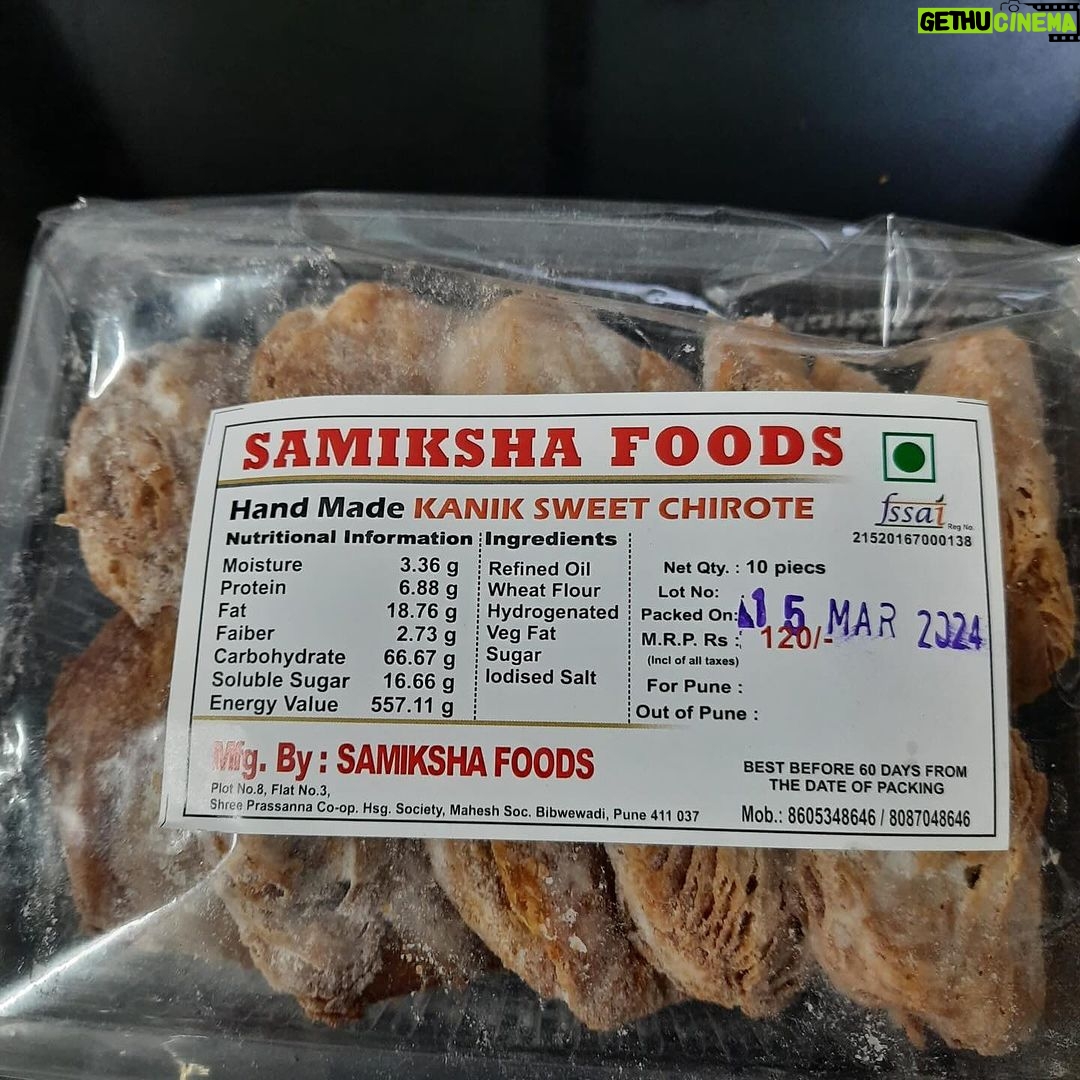 GETHUCINEMA
SAMIKSHA FOODS
Hand Made KANIK SWEET CHIROTE
fssai
Reg No.
21520167000138
Nutritional Information
Moisture 3.36 g
Protein 6.88 g
Fat 18.76 g
Faiber 2.73 g
Carbohydrate 66.67 g
Soluble Sugar 16.66 g
Energy Value 557.11 g
Ingredients
Refined Oil
Wheat Flour
Hydrogenated
Veg Fat
Sugar
Iodised Salt
Net Qty. : 10 piecs
Lot No:
Packed On: 15 MAR 2024
M.R.P. Rs : 120/-
(Incl of all taxes)
For Pune :
Out of Pune :
Mfg. By : SAMIKSHA FOODS
Plot No.8, Flat No.3,
Shree Prassanna Co-op. Hsg. Society, Mahesh Soc. Bibwewadi, Pune 411 037
BEST BEFORE 60 DAYS FROM
THE DATE OF PACKING
Mob.: 8605348646 / 8087048646